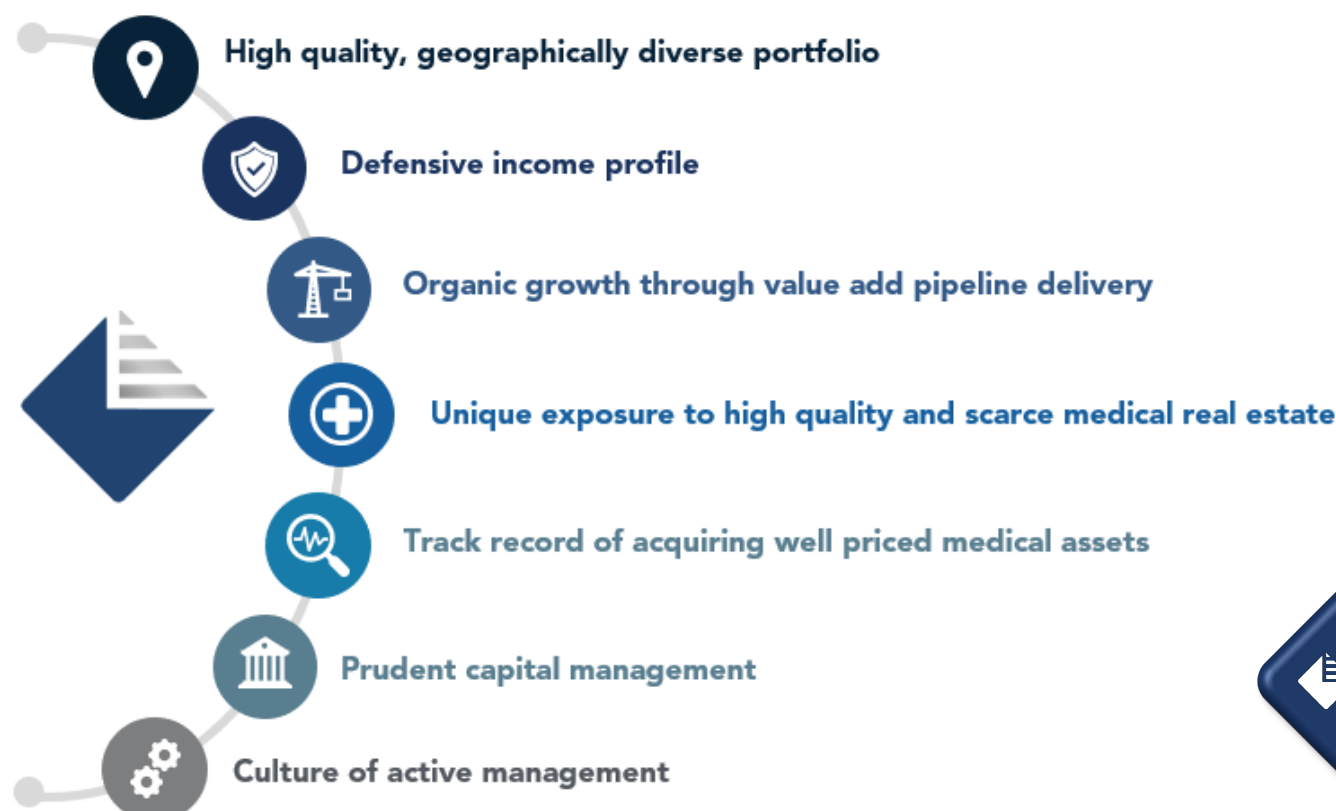 High quality, geographically diverse portfolio
Defensive income profile
Organic growth through value add pipeline delivery
Unique exposure to high quality and scarce medical real estate
Track record of acquiring well priced medical assets
Prudent capital management
Culture of active management